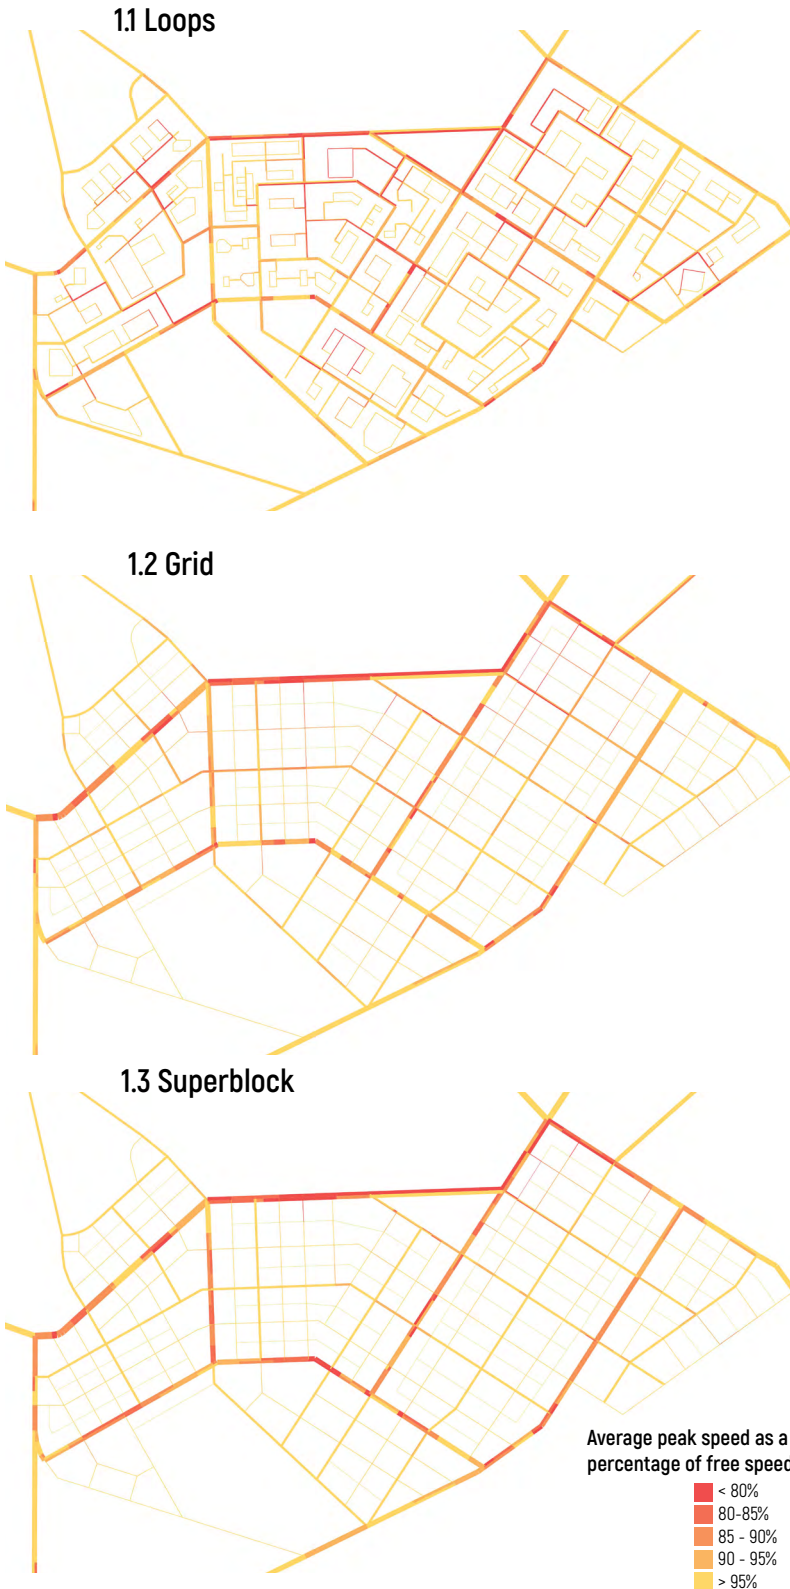 1.1 Loops
1.2 Grid
1.3 Superblock
Average peak speed as a
percentage of free speed
< 80%
80-85%
85 - 90%
90 - 95%
> 95%